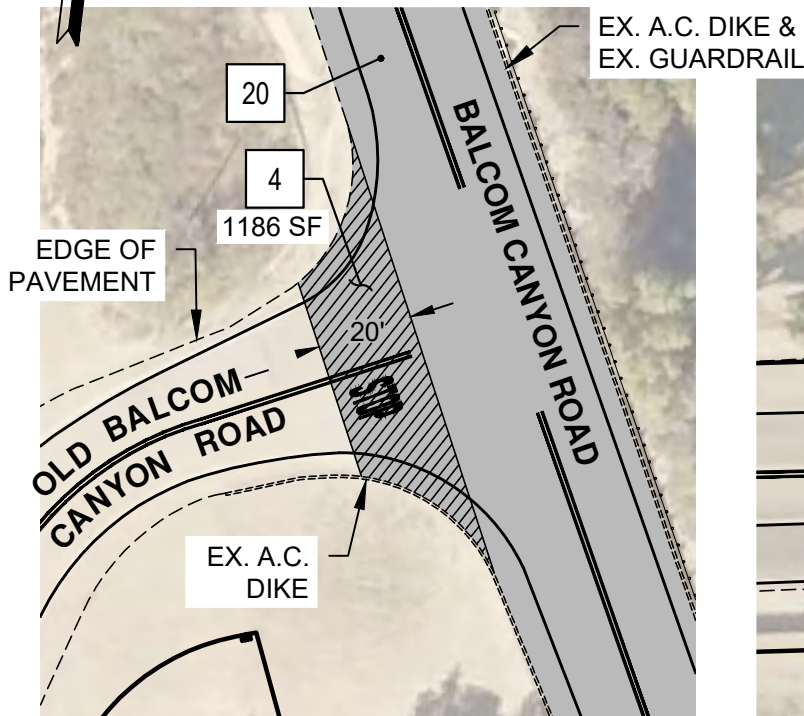 EX. A.C. DIKE &
EX. GUARDRAIL
20
4
1186 SF
EDGE OF
PAVEMENT
BALCOM CANYON ROAD
20'
STOP
OLD BALCOM
CANYON ROAD
EX. A.C.
DIKE